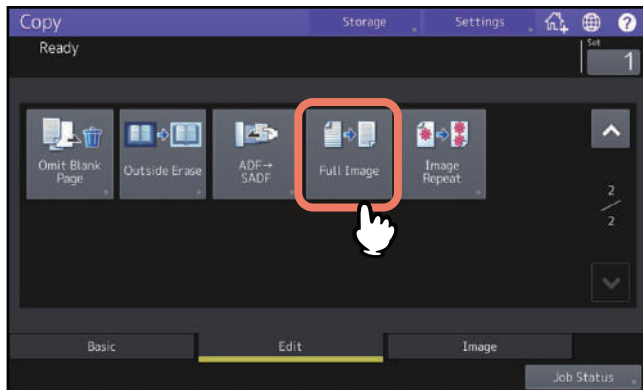 Copy
Storage
Settings
?
Ready
Set
1
Omit Blank
Page
Outside Erase
ADF→
SADF
Full Image
Image
Repeat
2
2
Basic
Edit
Image
Job Status